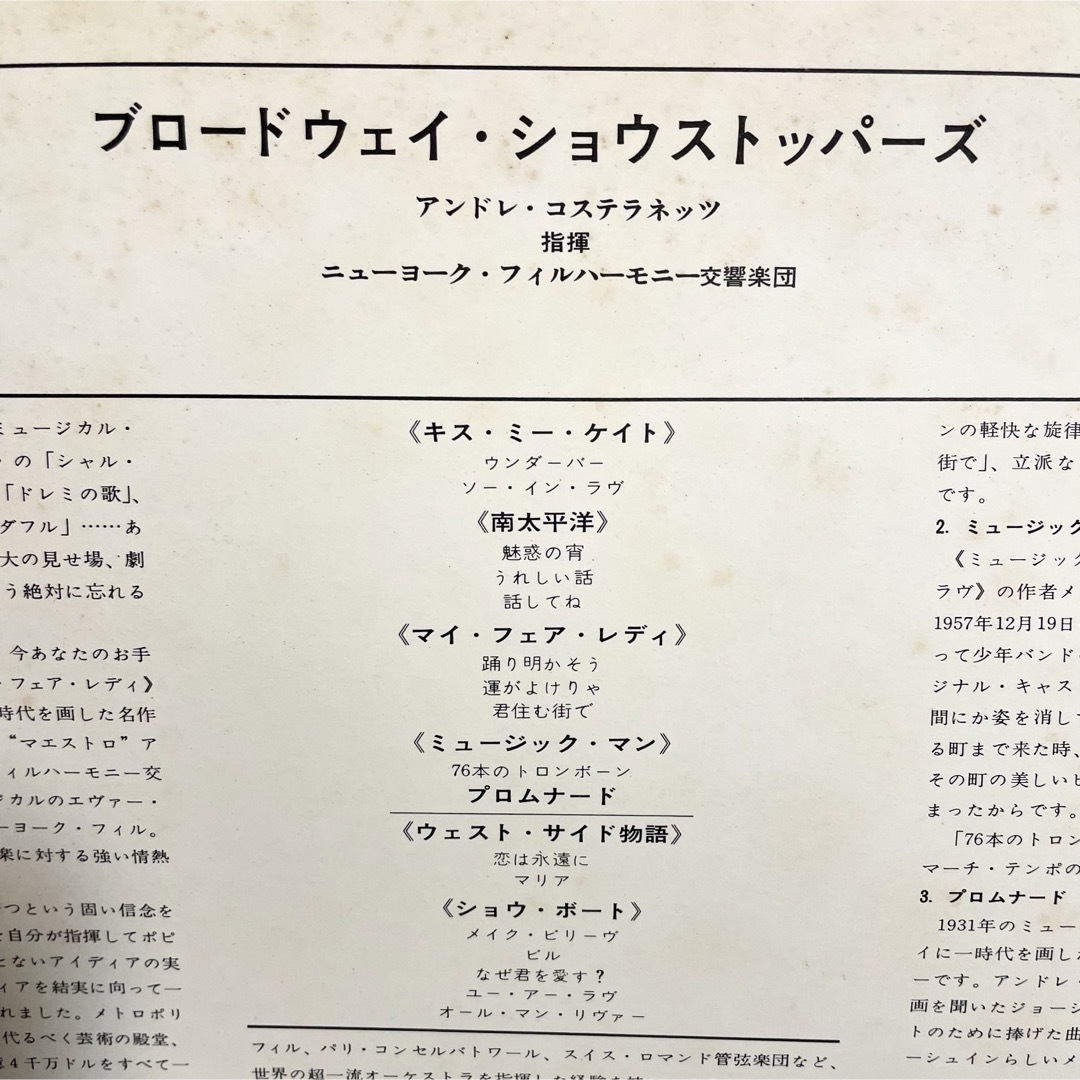 ブロードウェイ・ショウストッパーズ
アンドレ・コステラネッツ
指揮
ニューヨーク・フィルハーモニー交響楽団
ミュージカル・
の「シャル・
「ドレミの歌」、
ダフル」……あ
大の見せ場、劇
う絶対に忘れる
今あなたのお手
・フェア・レディ》
時代を画した名作
“マエストロ”ア
ィルハーモニー交
ジカルのエヴァー・
ーヨーク・フィル。
楽に対する強い情熱
つという固い信念を
を自分が指揮してポピ
とないアイディアの実
ィアを結実に向って一
れました。メトロポリ
代るべく芸術の殿堂、
億4千万ドルをすべて一
《キス・ミー・ケイト》
ウンダーバー
ソー・イン・ラヴ
《南太平洋》
魅惑の宵
うれしい話
話してね
《マイ・フェア・レディ》
踊り明かそう
運がよけりゃ
君住む街で
《ミュージック・マン》
76本のトロンボーン
プロムナード
《ウェスト・サイド物語》
恋は永遠に
マリア
《ショウ・ボート》
メイク・ビリーヴ
ビル
なぜ君を愛す?
ユー・アー・ラヴ
オール・マン・リヴァー
フィル、パリ・コンセルバトワール、スイス・ロマンド管弦楽団など、
世界の超一流オーケストラを指揮した経験を持
ンの軽快な旋律
街で」、立派な
です。
2. ミュージック
《ミュージック
ラヴ》の作者メ
1957年12月19日
って少年バンド
ジナル・キャス
間にか姿を消し
る町まで来た時、
その町の美しいピ
まったからです。
「76本のトロン
マーチ・テンポの
3. プロムナード
1931年のミュー
イに一時代を画し
ーです。アンドレ・
画を聞いたジョージ
トのために捧げた曲
ーシュインらしいメ